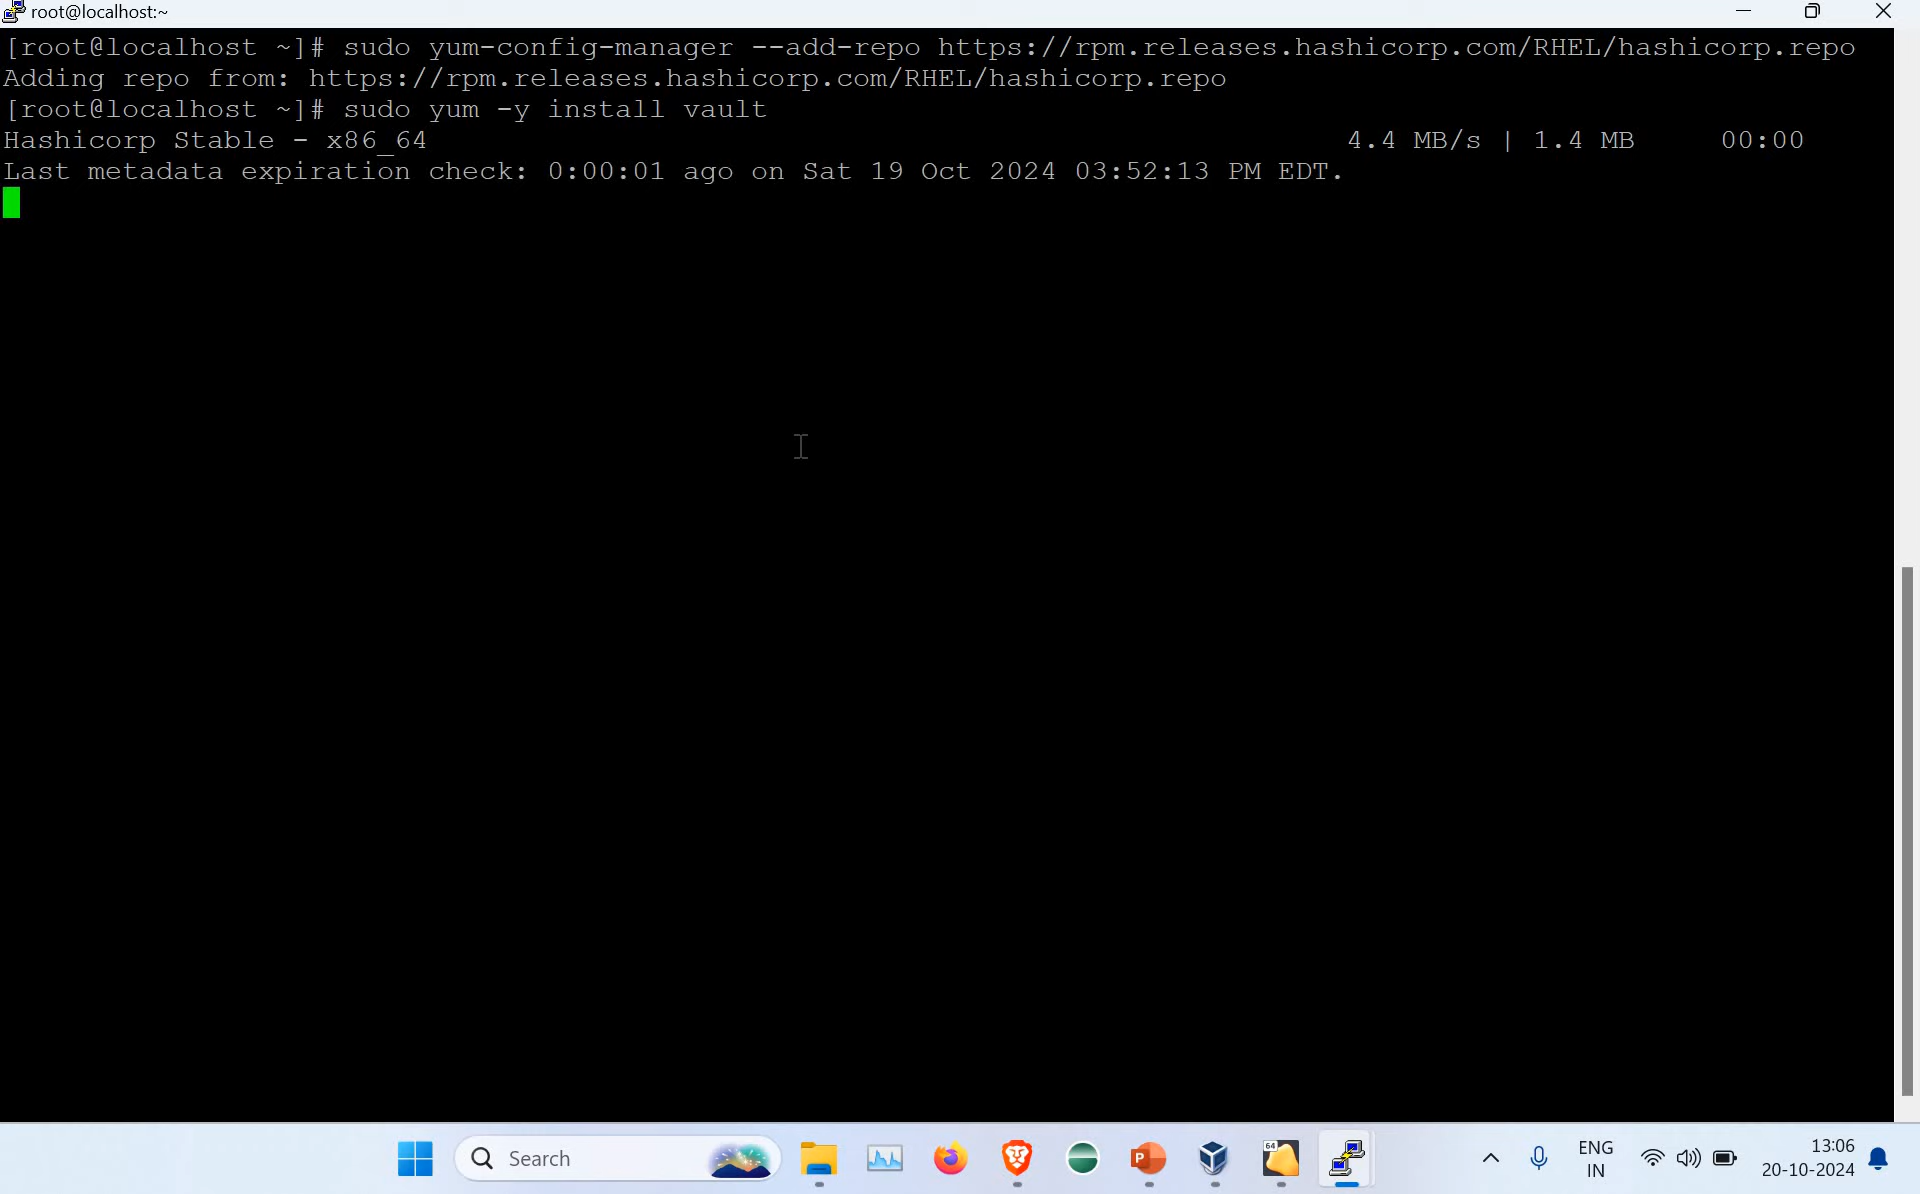 root@localhost:~
[root@localhost ~]# sudo yum-config-manager --add-repo https://rpm.releases.hashicorp.com/RHEL/hashicorp.repo
Adding repo from: https://rpm.releases.hashicorp.com/RHEL/hashicorp.repo
[root@localhost ~]# sudo yum -y install vault
Hashicorp Stable - x86_64 4.4 MB/s | 1.4 MB 00:00
Last metadata expiration check: 0:00:01 ago on Sat 19 Oct 2024 03:52:13 PM EDT.
Search
P
64
ENG
IN
13:06
20-10-2024